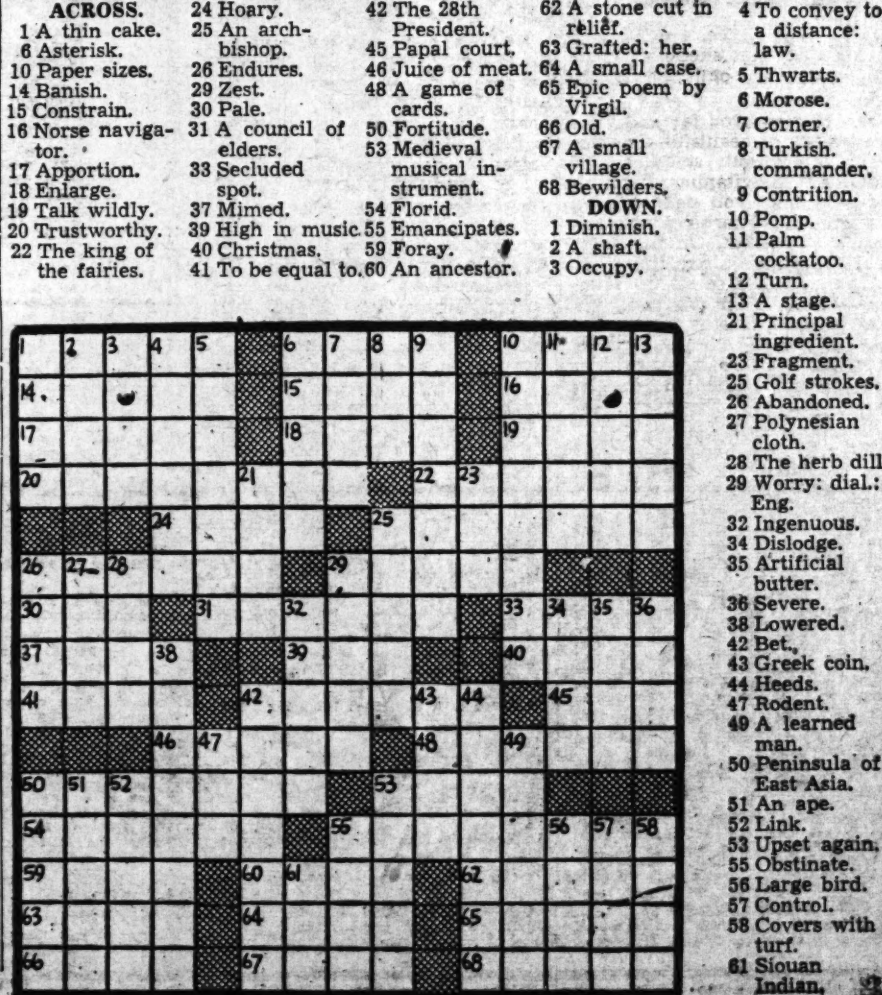 ACROSS.
1 A thin cake.
6 Asterisk.
10 Paper sizes.
14 Banish.
15 Constrain.
16 Norse naviga-
tor.
17 Apportion.
18 Enlarge.
19 Talk wildly.
20 Trustworthy.
22 The king of
the fairies.
24 Hoary.
25 An arch-
bishop.
26 Endures.
29 Zest.
30 Pale.
31 A council of
elders.
33 Secluded
spot.
37 Mimed.
39 High in music.
40 Christmas.
41 To be equal to.
42 The 28th
President.
45 Papal court.
46 Juice of meat.
48 A game of
cards.
50 Fortitude.
53 Medieval
musical in-
strument.
54 Florid.
55 Emancipates.
59 Foray.
60 An ancestor.
62 A stone cut in
relief.
63 Grafted: her.
64 A small case.
65 Epic poem by
Virgil.
66 Old.
67 A small
village.
68 Bewilders.
DOWN.
1 Diminish.
2 A shaft.
3 Occupy.
4 To convey to
a distance:
law.
5 Thwarts.
6 Morose.
7 Corner.
8 Turkish.
commander.
9 Contrition.
10 Pomp.
11 Palm
cockatoo.
12 Turn.
13 A stage.
21 Principal
ingredient.
23 Fragment.
25 Golf strokes.
26 Abandoned.
27 Polynesian
cloth.
28 The herb dill
29 Worry: dial.:
Eng.
32 Ingenuous.
34 Dislodge.
35 Artificial
butter.
36 Severe.
38 Lowered.
42 Bet.
43 Greek coin.
44 Heeds.
47 Rodent.
49 A learned
man.
50 Peninsula of
East Asia.
51 An ape.
52 Link.
53 Upset again.
55 Obstinate.
56 Large bird.
57 Control.
58 Covers with
turf.
61 Siouan
Indian.
1 2 3 4 5 6 7 8 9 10 11 12 13
14 15 16
17 18 19
20 21 22 23
24 25
26 27 28 29
30 31 32 33 34 35 36
37 38 39 40
41 42 43 44 45
46 47 48 49
50 51 52 53
54 55 56 57 58
59 60 61 62
63 64 65
66 67 68